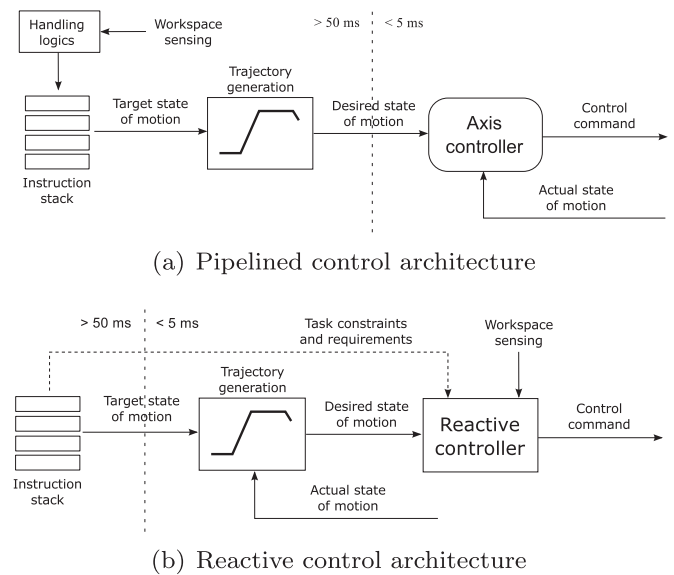 Handling
logics
Workspace
sensing
> 50 ms
< 5 ms
Trajectory
generation
Target state
of motion
Desired state
of motion
Axis
controller
Control
command
Instruction
stack
Actual state
of motion
(a) Pipelined control architecture
> 50 ms
< 5 ms
Task constraints
and requirements
Workspace
sensing
Trajectory
generation
Target state
of motion
Desired state
of motion
Reactive
controller
Control
command
Instruction
stack
Actual state
of motion
(b) Reactive control architecture